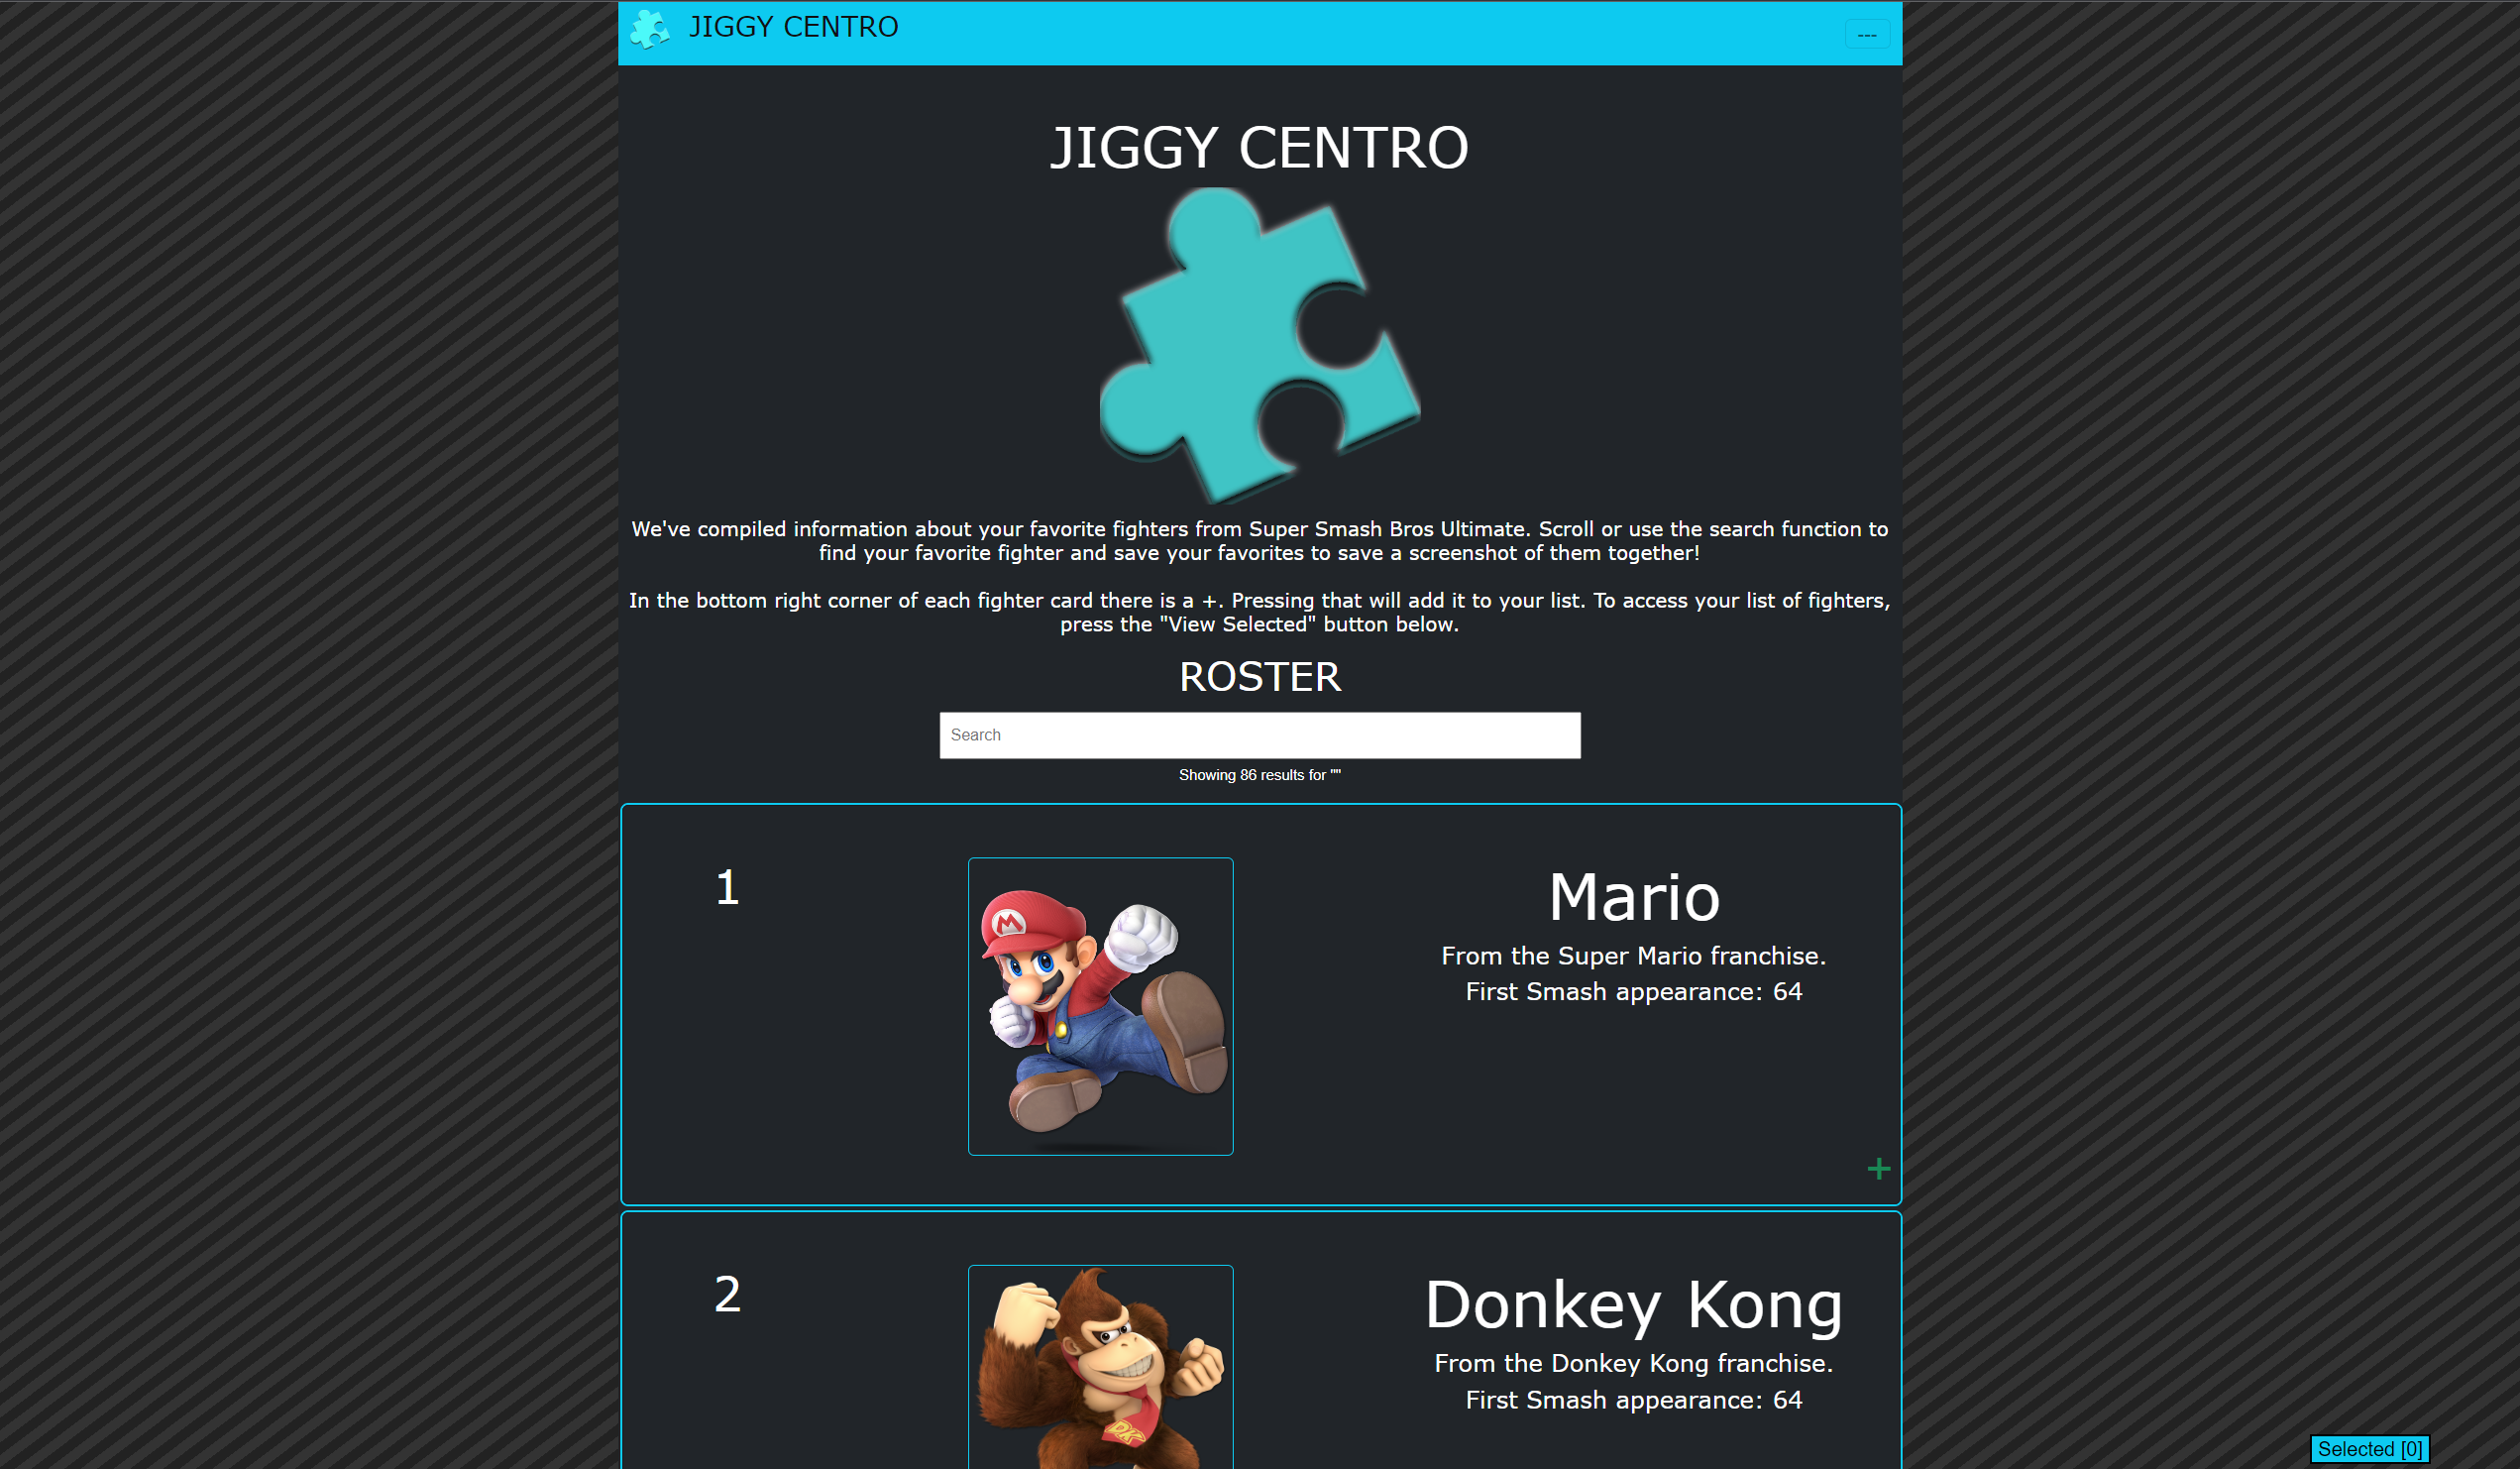 JIGGY CENTRO
---
JIGGY CENTRO
We've compiled information about your favorite fighters from Super Smash Bros Ultimate. Scroll or use the search function to
find your favorite fighter and save your favorites to save a screenshot of them together!
In the bottom right corner of each fighter card there is a +. Pressing that will add it to your list. To access your list of fighters,
press the "View Selected" button below.
ROSTER
Search
Showing 86 results for ""
1
M
Mario
From the Super Mario franchise.
First Smash appearance: 64
+
2
DK
Donkey Kong
From the Donkey Kong franchise.
First Smash appearance: 64
Selected [0]